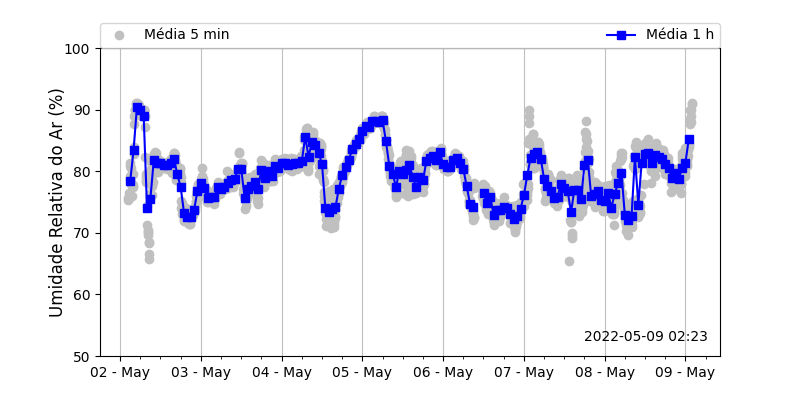 Média 5 min
Média 1 h
Umidade Relativa do Ar (%)
100
90
80
70
60
50
2022-05-09 02:23
02 - May
03 - May
04 - May
05 - May
06 - May
07 - May
08 - May
09 - May